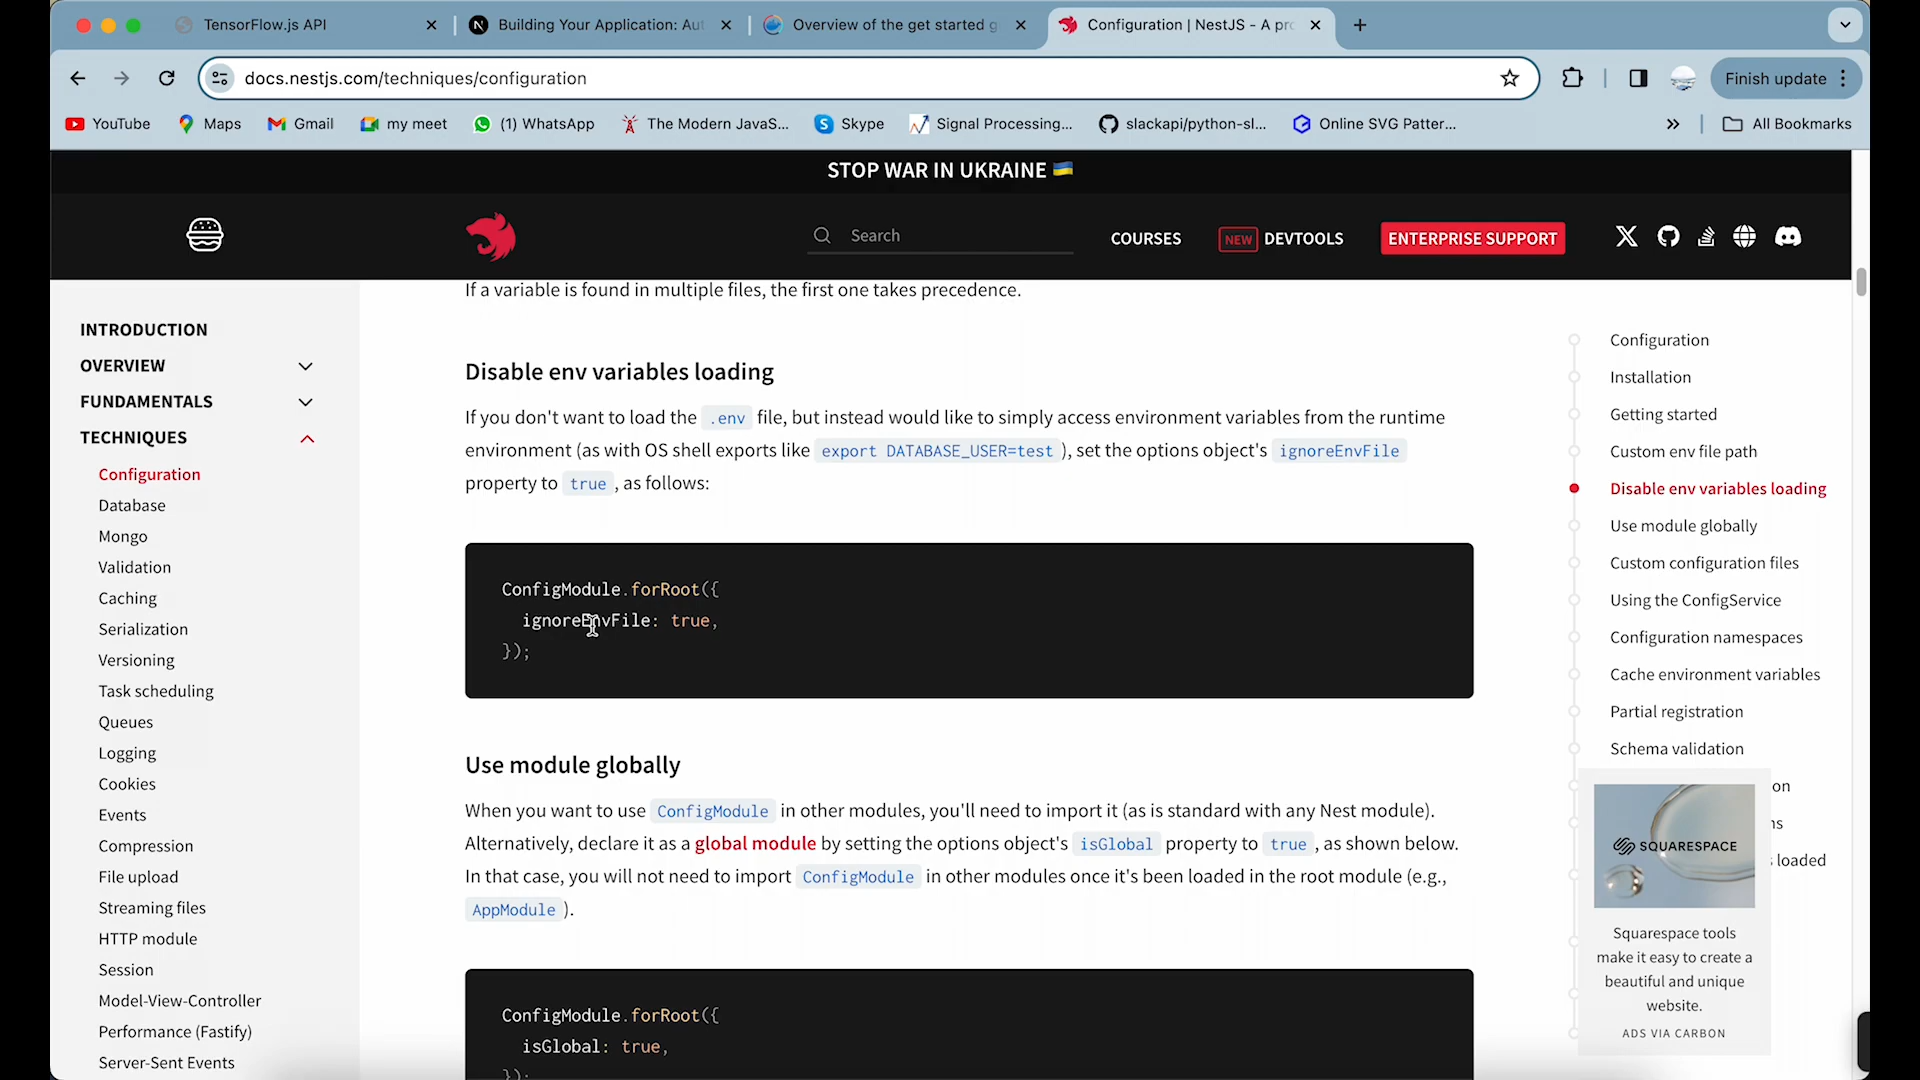 TensorFlow.js API
Building Your Application: Aut
Overview of the get started g
Configuration | NestJS - A pro
docs.nestjs.com/techniques/configuration
Finish update
YouTube
Maps
Gmail
my meet
(1) WhatsApp
The Modern JavaS...
Skype
Signal Processing...
slackapi/python-sl...
Online SVG Patter...
All Bookmarks
STOP WAR IN UKRAINE
Search
COURSES
NEW DEVTOOLS
ENTERPRISE SUPPORT
INTRODUCTION
OVERVIEW
FUNDAMENTALS
TECHNIQUES
Configuration
Database
Mongo
Validation
Caching
Serialization
Versioning
Task scheduling
Queues
Logging
Cookies
Events
Compression
File upload
Streaming files
HTTP module
Session
Model-View-Controller
Performance (Fastify)
Server-Sent Events
If a variable is found in multiple files, the first one takes precedence.
Disable env variables loading
If you don't want to load the .env file, but instead would like to simply access environment variables from the runtime
environment (as with OS shell exports like export DATABASE_USER=test ), set the options object's ignoreEnvFile
property to true , as follows:
ConfigModule.forRoot({
ignoreEnvFile: true,
});
Use module globally
When you want to use ConfigModule in other modules, you'll need to import it (as is standard with any Nest module).
Alternatively, declare it as a global module by setting the options object's isGlobal property to true , as shown below.
In that case, you will not need to import ConfigModule in other modules once it's been loaded in the root module (e.g.,
AppModule ).
ConfigModule.forRoot({
isGlobal: true,
});
Configuration
Installation
Getting started
Custom env file path
Disable env variables loading
Use module globally
Custom configuration files
Using the ConfigService
Configuration namespaces
Cache environment variables
Partial registration
Schema validation
on
ns
loaded
SQUARESPACE
Squarespace tools
make it easy to create a
beautiful and unique
website.
ADS VIA CARBON